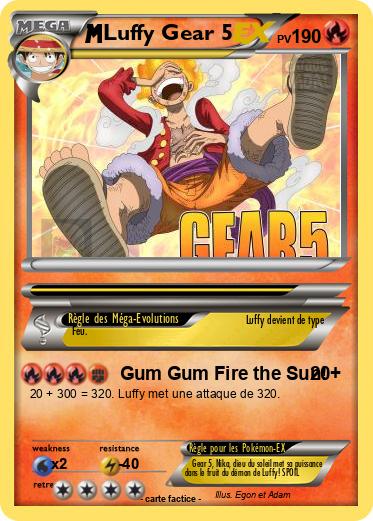 MEGA
MLuffy Gear 5EX PV190
GEAR5
Règle des Méga-Evolutions Luffy devient de type
Feu.
Gum Gum Fire the Sun! 20+
20 + 300 = 320. Luffy met une attaque de 320.
weakness resistance
x2 -40
Règle pour les Pokémon-EX
Gear 5, Nika, dieu du soleil met sa puissance
dans le fruit du démon de Luffy! SPOIL
retreat
- carte factice - Illus. Egon et Adam